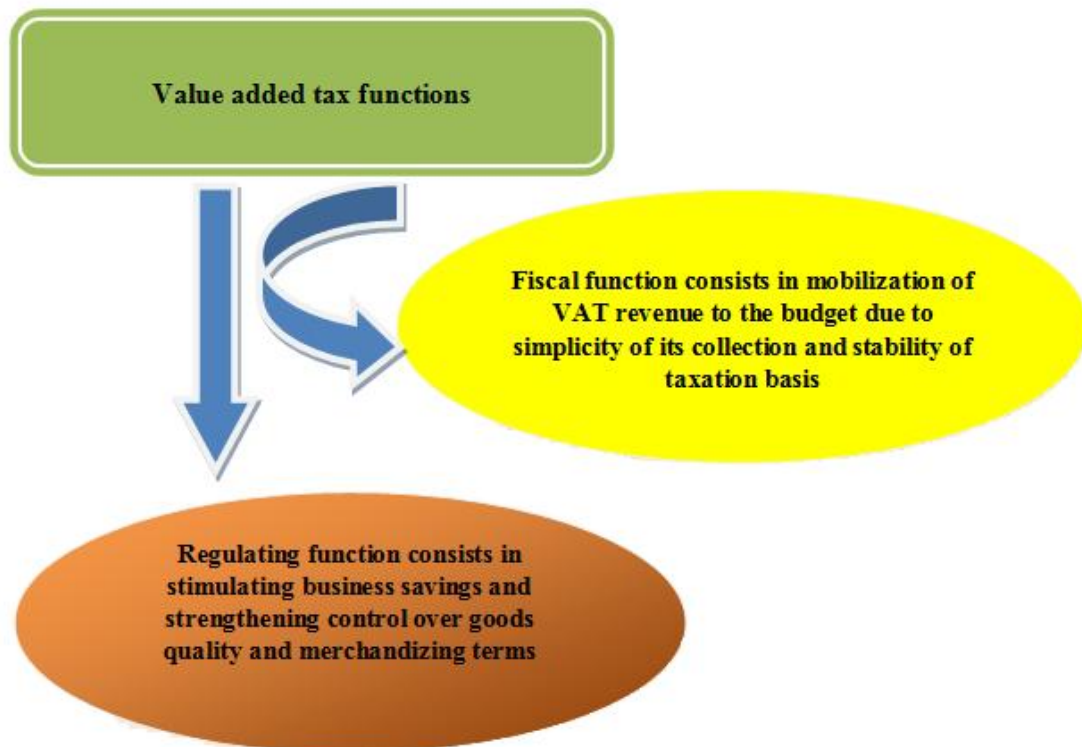 Value added tax functions
Fiscal function consists in mobilization of
VAT revenue to the budget due to
simplicity of its collection and stability of
taxation basis
Regulating function consists in
stimulating business savings and
strengthening control over goods
quality and merchandizing terms